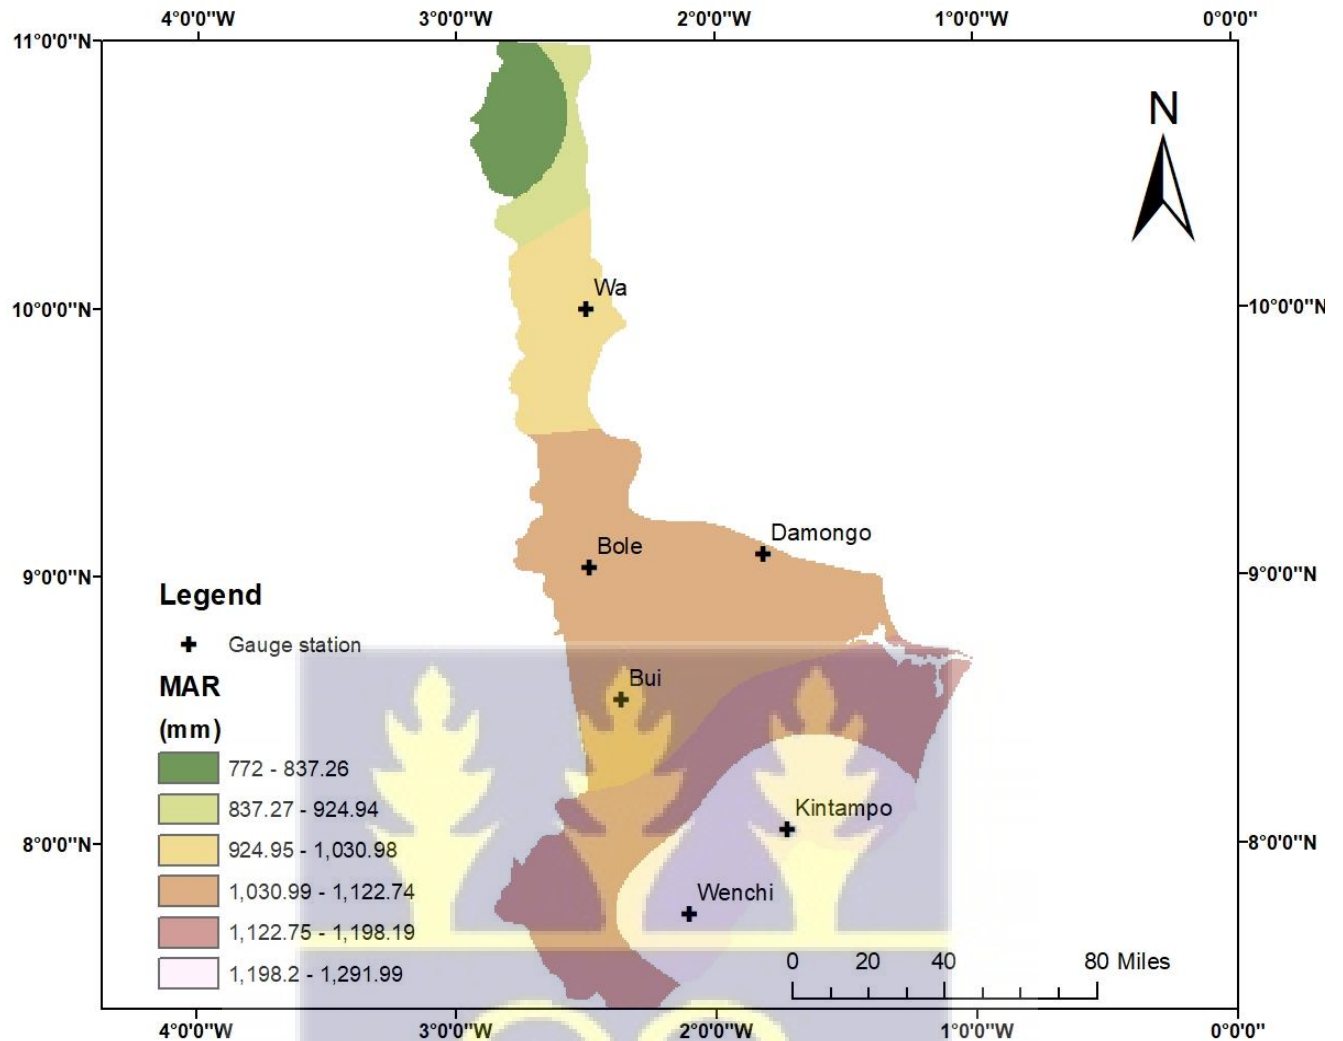 4°0'0"W 3°0'0"W 2°0'0"W 1°0'0"W 0°0'0"
11°0'0"N
N
Wa
10°0'0"N 10°0'0"N
Damongo
Bole
9°0'0"N 9°0'0"N
Legend
Gauge station
Bui
MAR
(mm)
772 - 837.26
837.27 - 924.94
Kintampo
8°0'0"N 8°0'0"N
924.95 - 1,030.98
1,030.99 - 1,122.74
Wenchi
1,122.75 - 1,198.19
1,198.2 - 1,291.99
0 20 40 80 Miles
4°0'0"W 3°0'0"W 2°0'0"W 1°0'0"W 0°0'0"